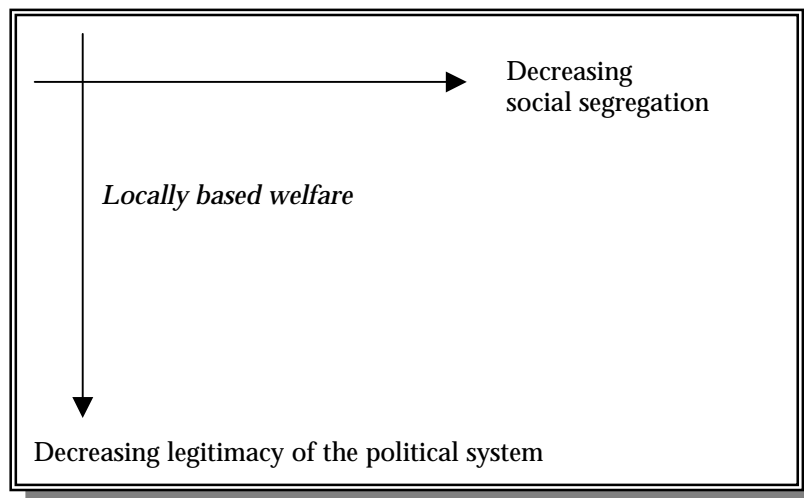 Decreasing
social segregation
Locally based welfare
Decreasing legitimacy of the political system